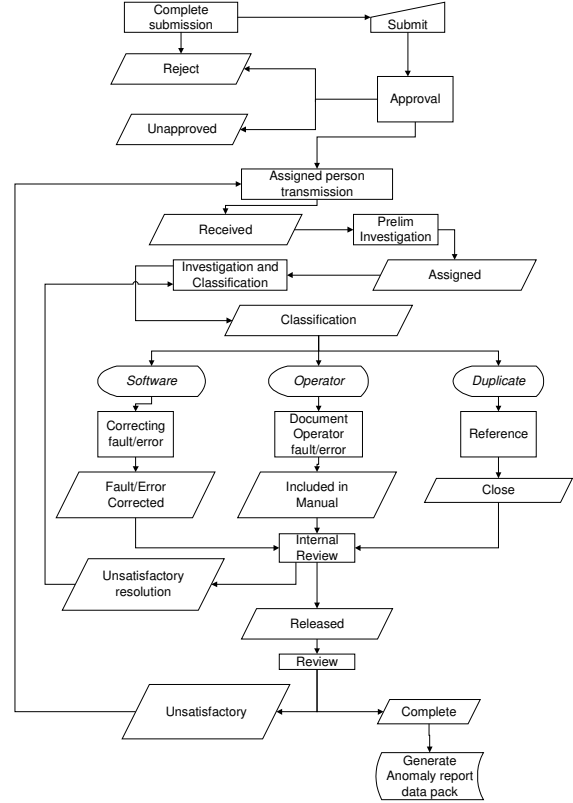 Complete
submission
Submit
Reject
Approval
Unapproved
Assigned person
transmission
Received
Prelim
Investigation
Investigation and
Classification
Assigned
Classification
Software
Operator
Duplicate
Correcting
fault/error
Document
Operator
fault/error
Reference
Fault/Error
Corrected
Included in
Manual
Close
Internal
Review
Unsatisfactory
resolution
Released
Review
Unsatisfactory
Complete
Generate
Anomaly report
data pack